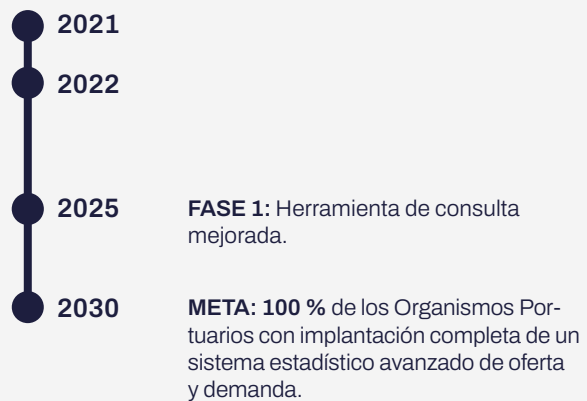 2021
2022
2025
FASE 1: Herramienta de consulta
mejorada.
2030
META: 100 % de los Organismos Por-
tuarios con implantación completa de un
sistema estadístico avanzado de oferta
y demanda.